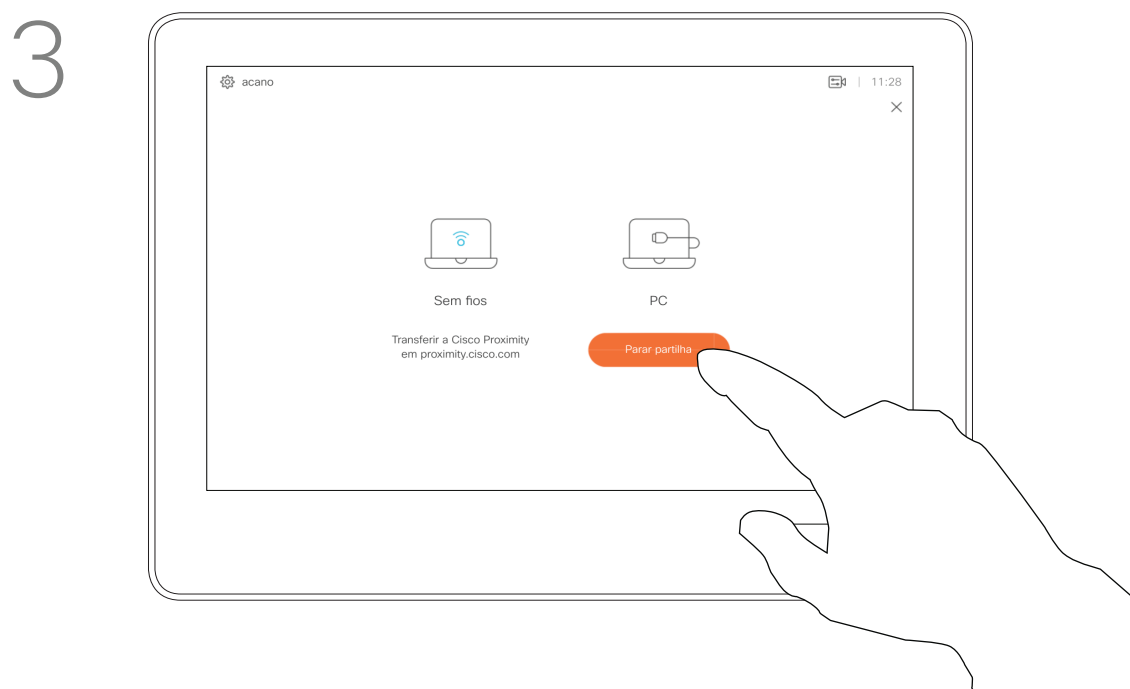 3
acano
11:28
Sem fios
PC
Transferir a Cisco Proximity
em proximity.cisco.com
Parar partilha